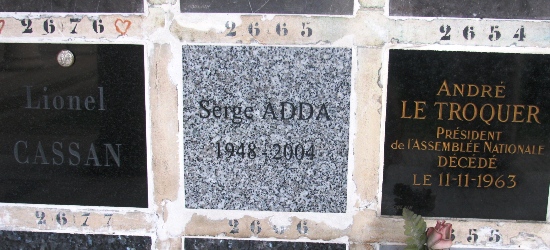 2676
2665
2654
Lionel
CASSAN
Serge ADDA
1948-2004
ANDRÉ
LE TROQUER
PRÉSIDENT
de l'ASSEMBLÉE NATIONALE
DÉCÉDÉ
LE 11-11-1963
2677
2666
55